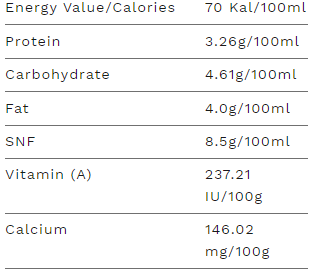 Energy Value/Calories 70 Kal/100ml
Protein 3.26g/100ml
Carbohydrate 4.61g/100ml
Fat 4.0g/100ml
SNF 8.5g/100ml
Vitamin (A) 237.21
IU/100g
Calcium 146.02
mg/100g